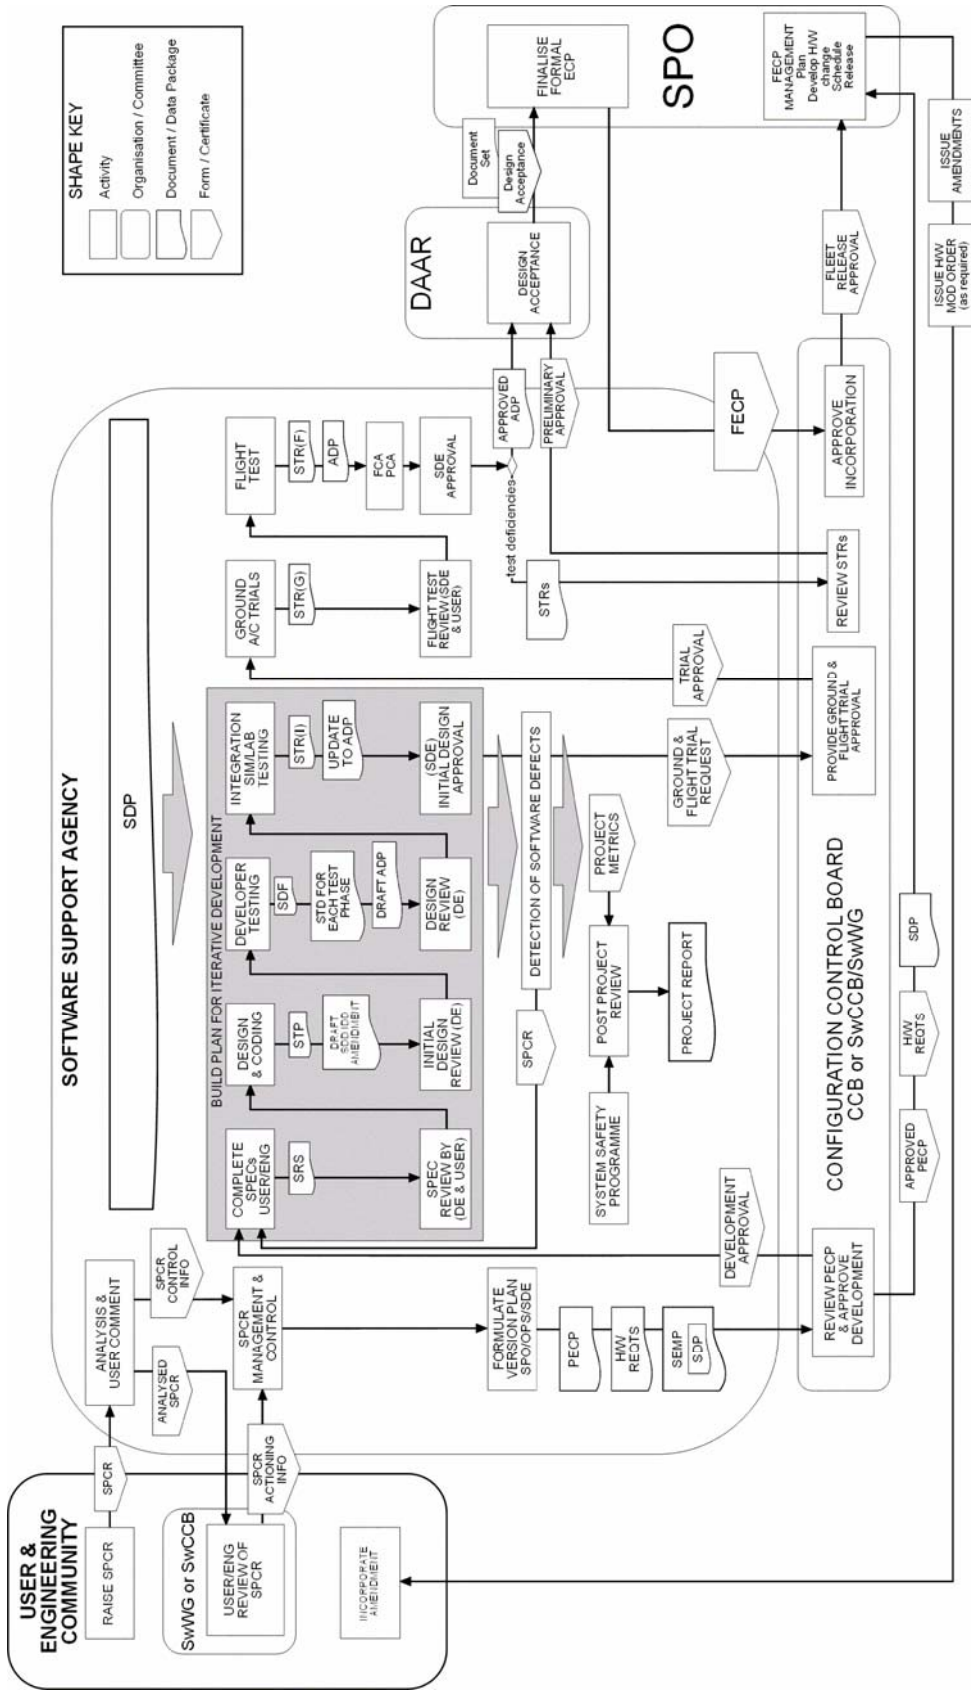 USER &
ENGINEERING
COMMUNITY
RAISE SPCR
SPCR
SwWG or SwCCB
USER/ENG
REVIEW OF
SPCR
SPCR
ACTIONING
INFO
INCORPORATE
AMENDMENT
SOFTWARE SUPPORT AGENCY
ANALYSIS &
USER COMMENT
ANALYSED
SPCR
SPCR
CONTROL
INFO
SPCR
MANAGEMENT &
CONTROL
FORMULATE
VERSION PLAN
SPO/OPS/SDE
PECP
H/W
REQTS
SEMP
SDP
SDP
BUILD PLAN FOR ITERATIVE DEVELOPMENT
COMPLETE
SPECs
USER/ENG
SRS
SPEC
REVIEW BY
(DE & USER)
DESIGN
& CODING
STP
DRAFT
SDD IDD
AMENDMENT
INITIAL
DESIGN
REVIEW (DE)
DEVELOPER
TESTING
SDF
STD FOR
EACH TEST
PHASE
DRAFT ADP
DESIGN
REVIEW
(DE)
INTEGRATION
SIM/LAB
TESTING
STR(I)
UPDATE
TO ADP
(SDE)
INITIAL DESIGN
APPROVAL
DETECTION OF SOFTWARE DEFECTS
SPCR
SYSTEM SAFETY
PROGRAMME
POST PROJECT
REVIEW
PROJECT
METRICS
PROJECT REPORT
GROUND
A/C TRIALS
STR(G)
FLIGHT TEST
REVIEW (SDE
& USER)
FLIGHT
TEST
STR(F)
ADP
FCA
PCA
SDE
APPROVAL
test deficiencies
STRs
APPROVED
ADP
PRELIMINARY
APPROVAL
DEVELOPMENT
APPROVAL
GROUND &
FLIGHT TRIAL
REQUEST
TRIAL
APPROVAL
FECP
CONFIGURATION CONTROL BOARD
CCB or SwCCB/SwWG
REVIEW PECP
& APPROVE
DEVELOPMENT
PROVIDE GROUND &
FLIGHT TRIAL
APPROVAL
REVIEW STRs
APPROVE
INCORPORATION
APPROVED
PECP
H/W
REQTS
SDP
FLEET
RELEASE
APPROVAL
DAAR
DESIGN
ACCEPTANCE
Document
Set
Design
Acceptance
SPO
FINALISE
FORMAL
ECP
FECP
MANAGEMENT
Plan
Develop H/W
change
Schedule
Release
ISSUE H/W
MOD ORDER
(as required)
ISSUE
AMENDMENTS
SHAPE KEY
Activity
Organisation / Committee
Document / Data Package
Form / Certificate